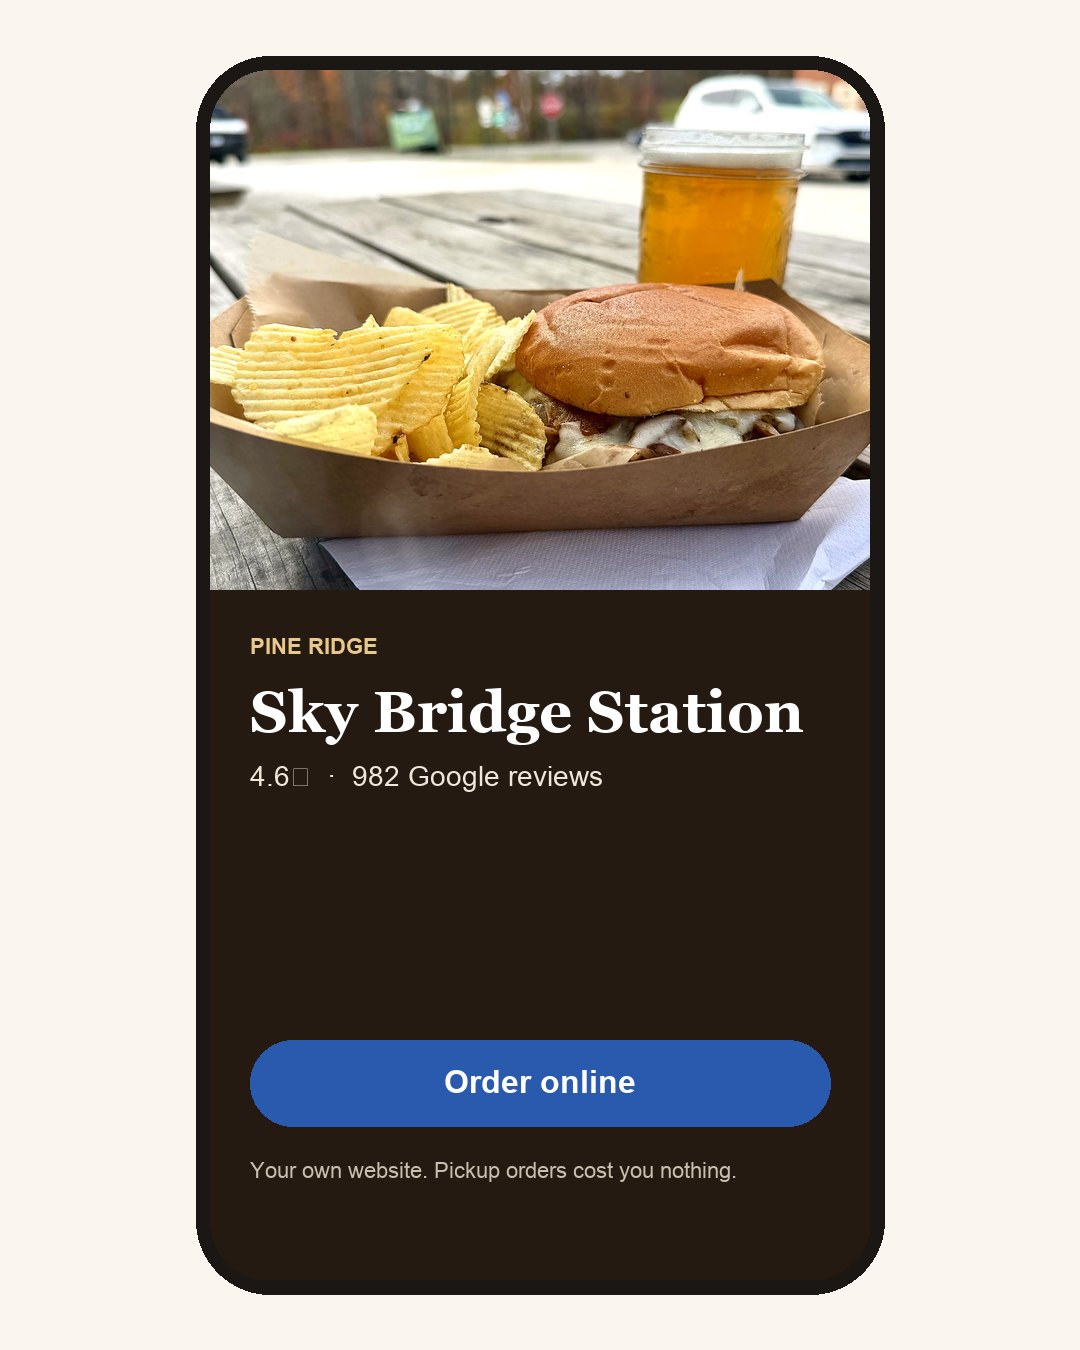 PINE RIDGE
Sky Bridge Station
4.6□ · 982 Google reviews
Order online
Your own website. Pickup orders cost you nothing.